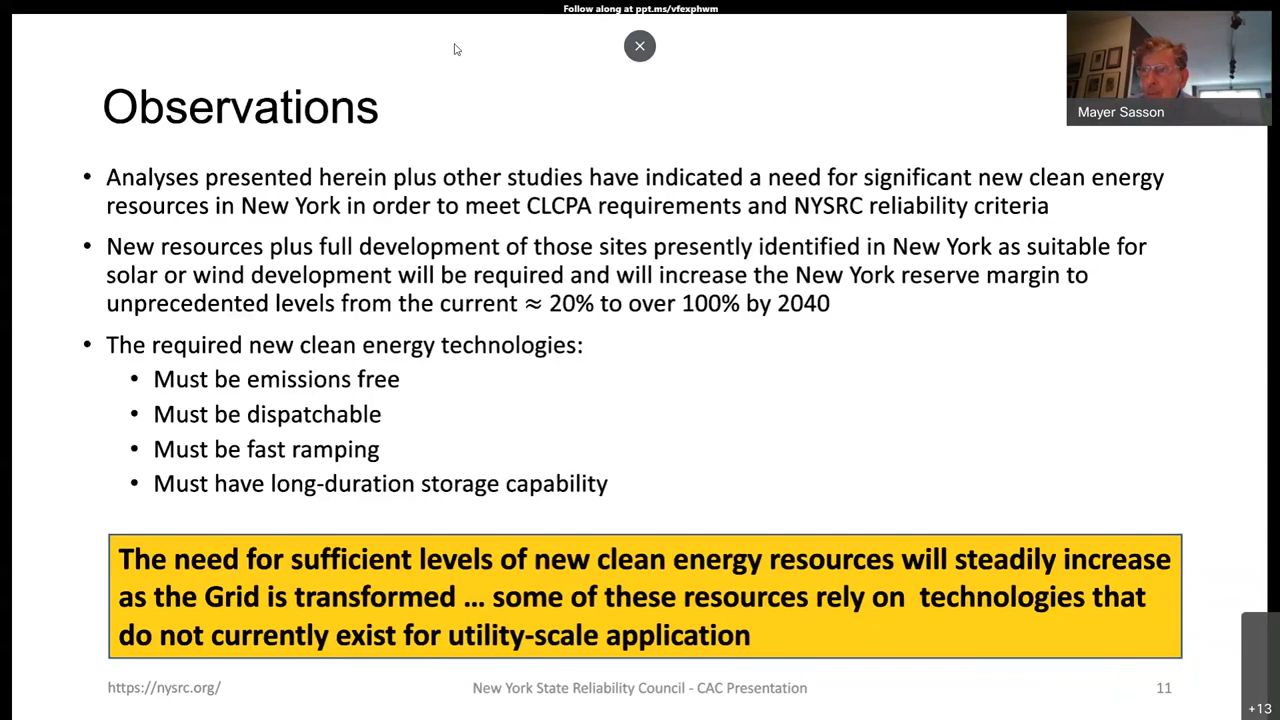 Follow along at ppt.ms/vfexphwm
Mayer Sasson
Observations
• Analyses presented herein plus other studies have indicated a need for significant new clean energy
resources in New York in order to meet CLCPA requirements and NYSRC reliability criteria
• New resources plus full development of those sites presently identified in New York as suitable for
solar or wind development will be required and will increase the New York reserve margin to
unprecedented levels from the current ≈ 20% to over 100% by 2040
• The required new clean energy technologies:
• Must be emissions free
• Must be dispatchable
• Must be fast ramping
• Must have long-duration storage capability
The need for sufficient levels of new clean energy resources will steadily increase
as the Grid is transformed … some of these resources rely on technologies that
do not currently exist for utility-scale application
https://nysrc.org/
New York State Reliability Council - CAC Presentation
11
+13